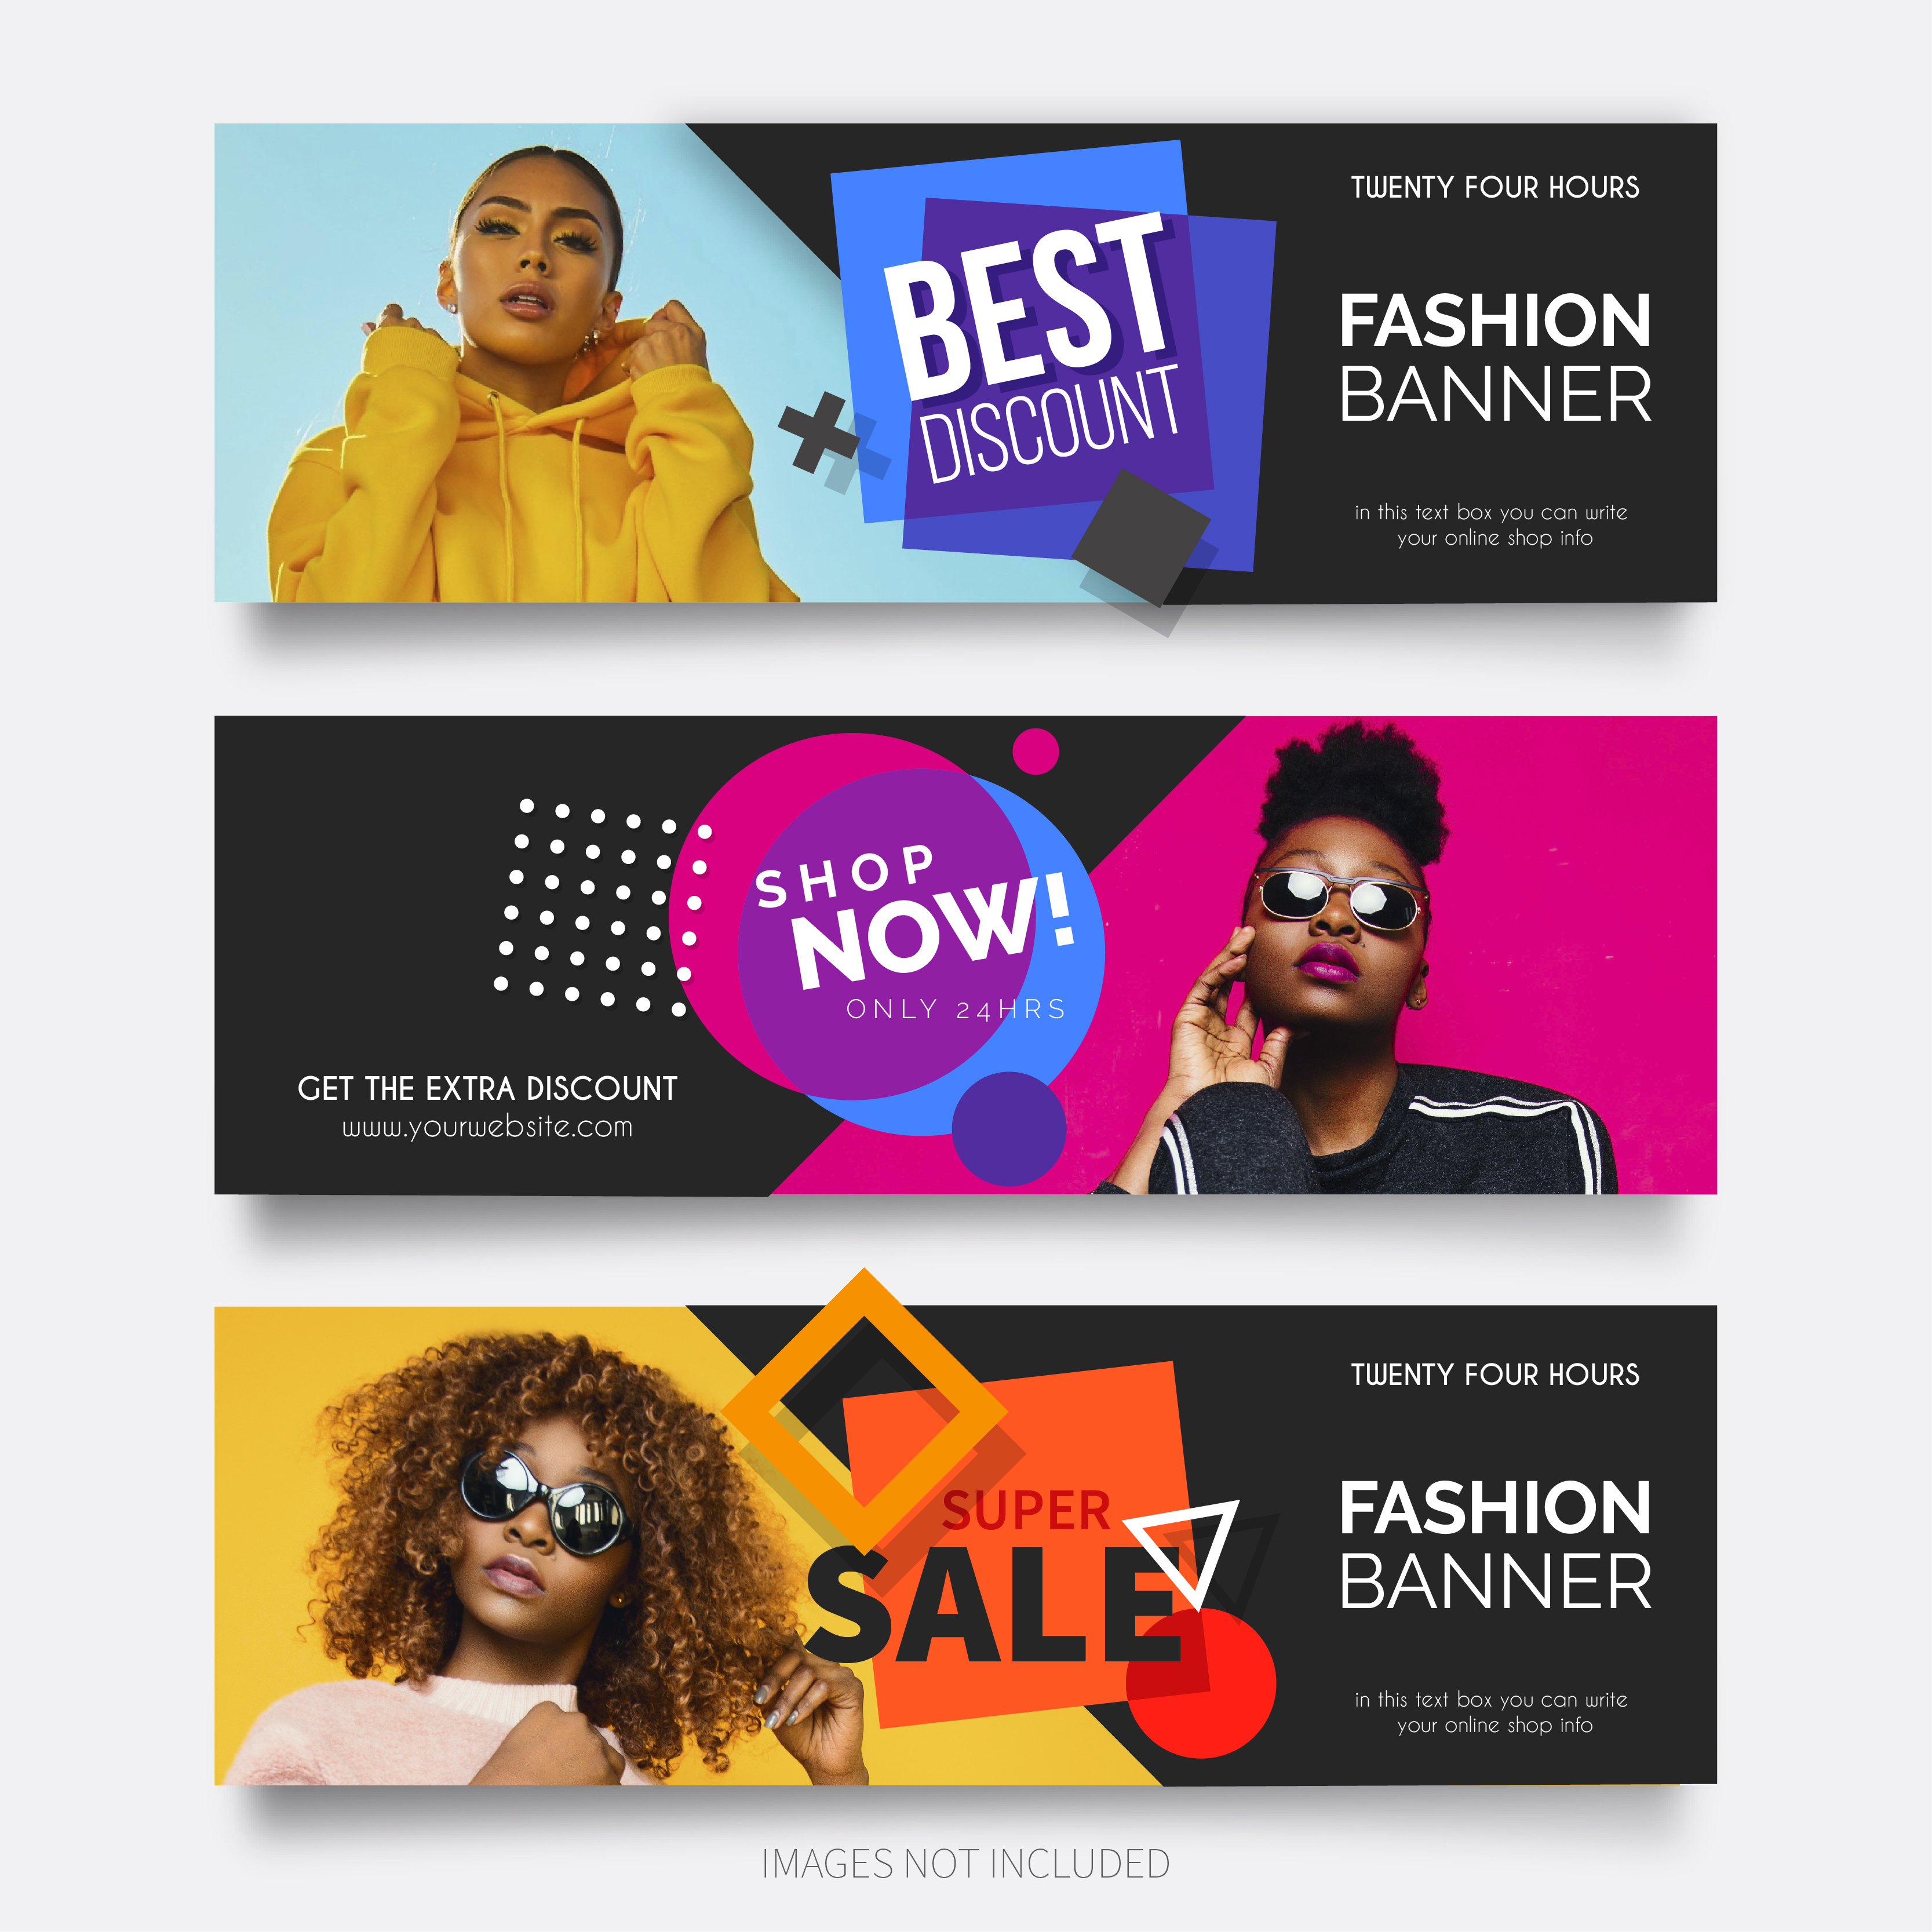 BEST
DISCOUNT
TWENTY FOUR HOURS
FASHION
BANNER
in this text box you can write
your online shop info
SHOP
NOW!
ONLY 24HRS
GET THE EXTRA DISCOUNT
www.yourwebsite.com
SUPER
SALE
TWENTY FOUR HOURS
FASHION
BANNER
in this text box you can write
your online shop info
IMAGES NOT INCLUDED